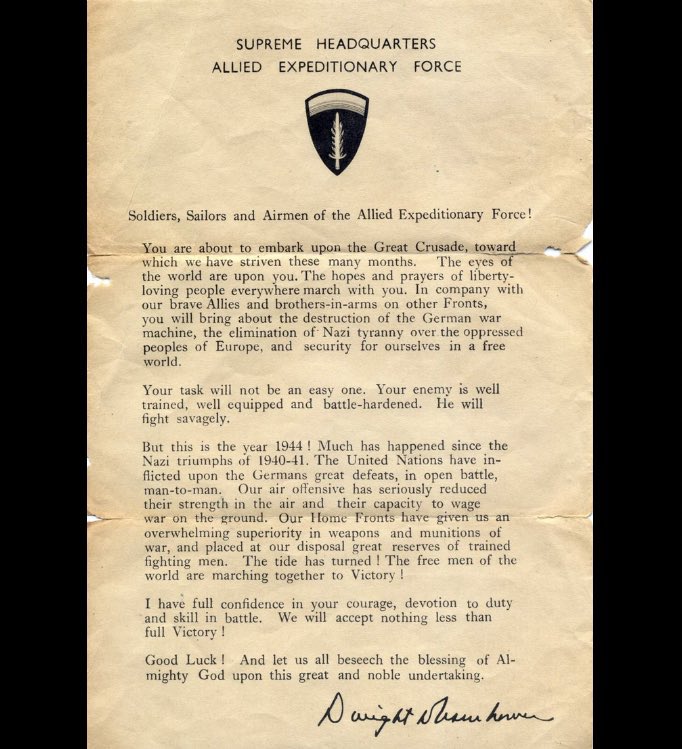 SUPREME HEADQUARTERS
ALLIED EXPEDITIONARY FORCE
Soldiers, Sailors and Airmen of the Allied Expeditionary Force!
You are about to embark upon the Great Crusade, toward
which we have striven these many months. The eyes of
the world are upon you. The hopes and prayers of liberty-
loving people everywhere march with you. In company with
our brave Allies and brothers-in-arms on other Fronts,
you will bring about the destruction of the German war
machine, the elimination of Nazi tyranny over the oppressed
peoples of Europe, and security for ourselves in a free
world.
Your task will not be an easy one. Your enemy is well
trained, well equipped and battle-hardened. He will
fight savagely.
But this is the year 1944 ! Much has happened since the
Nazi triumphs of 1940-41. The United Nations have in-
flicted upon the Germans great defeats, in open battle,
man-to-man. Our air offensive has seriously reduced
their strength in the air and their capacity to wage
war on the ground. Our Home Fronts have given us an
overwhelming superiority in weapons and munitions of
war, and placed at our disposal great reserves of trained
fighting men. The tide has turned ! The free men of the
world are marching together to Victory !
I have full confidence in your courage, devotion to duty
and skill in battle. We will accept nothing less than
full Victory !
Good Luck ! And let us all beseech the blessing of Al-
mighty God upon this great and noble undertaking.
Dwight D Eisenhower